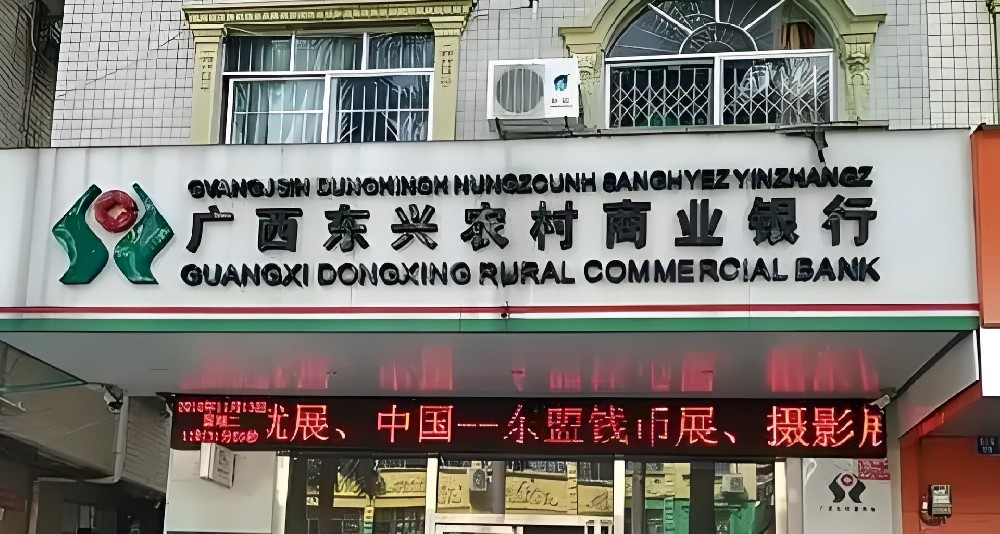 GVANGJSIH DUNGHINGH NUNGZCUNH SANGHYEZ YINZHANGZ
广西东兴农村商业银行
GUANGXI DONGXING RURAL COMMERCIAL BANK
展、中国--东盟钱币展、摄影展